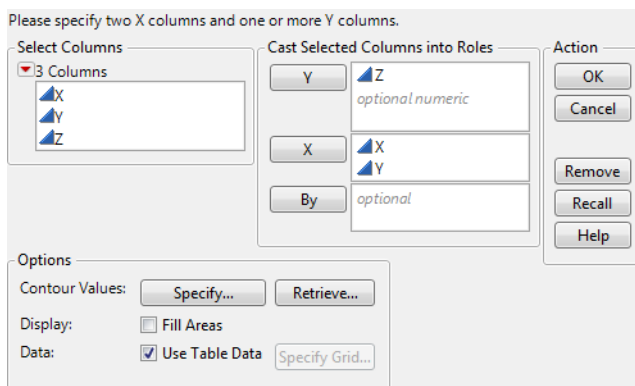 Please specify two X columns and one or more Y columns.
Select Columns
3 Columns
X
Y
Z
Cast Selected Columns into Roles
Y
Z
optional numeric
X
X
Y
By
optional
Action
OK
Cancel
Remove
Recall
Help
Options
Contour Values: Specify... Retrieve...
Display: Fill Areas
Data: Use Table Data Specify Grid...